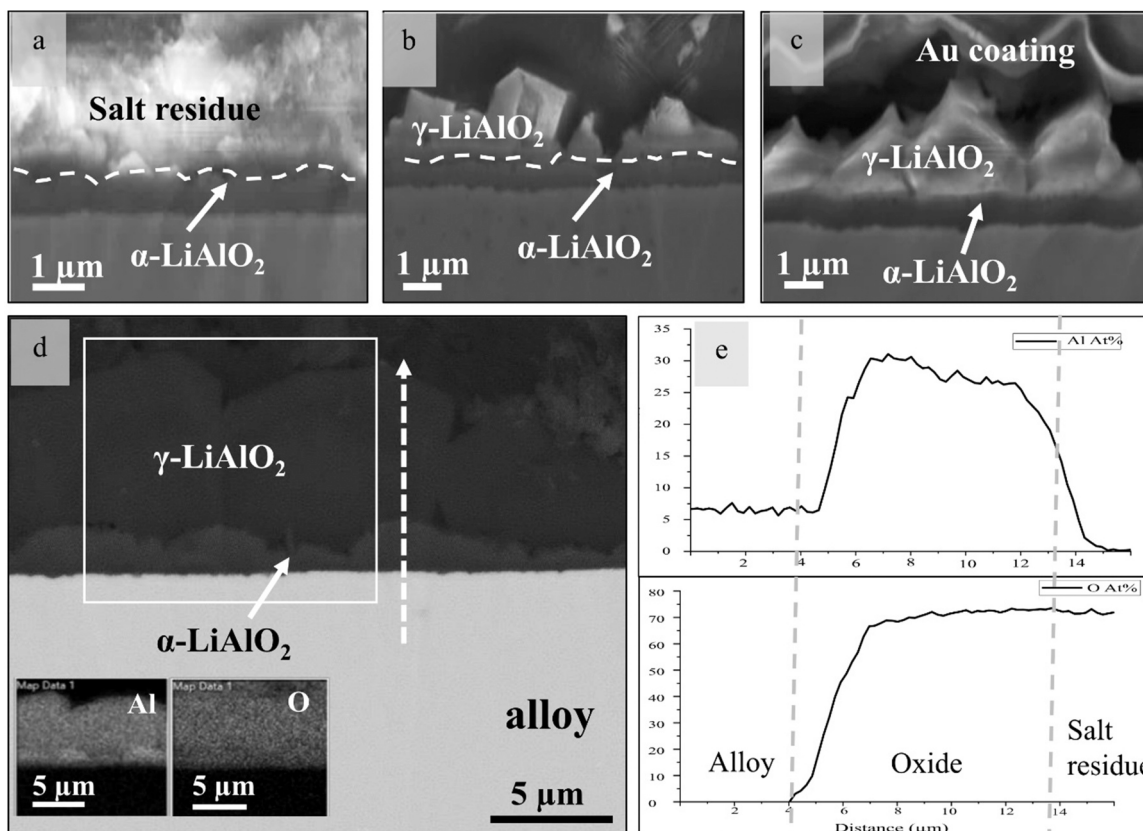 a
Salt residue
α-LiAlO₂
1 μm
b
γ-LiAlO₂
α-LiAlO₂
1 μm
c
Au coating
γ-LiAlO₂
α-LiAlO₂
1 μm
d
γ-LiAlO₂
α-LiAlO₂
alloy
5 μm
Map Data 1
Al
5 μm
Map Data 1
O
5 μm
e
Al At%
35
30
25
20
15
10
5
0
2 4 6 8 10 12 14
O At%
80
70
60
50
40
30
20
10
0
Alloy
Oxide
Salt
residue
2 4 6 8 10 12 14
Distance (μm)